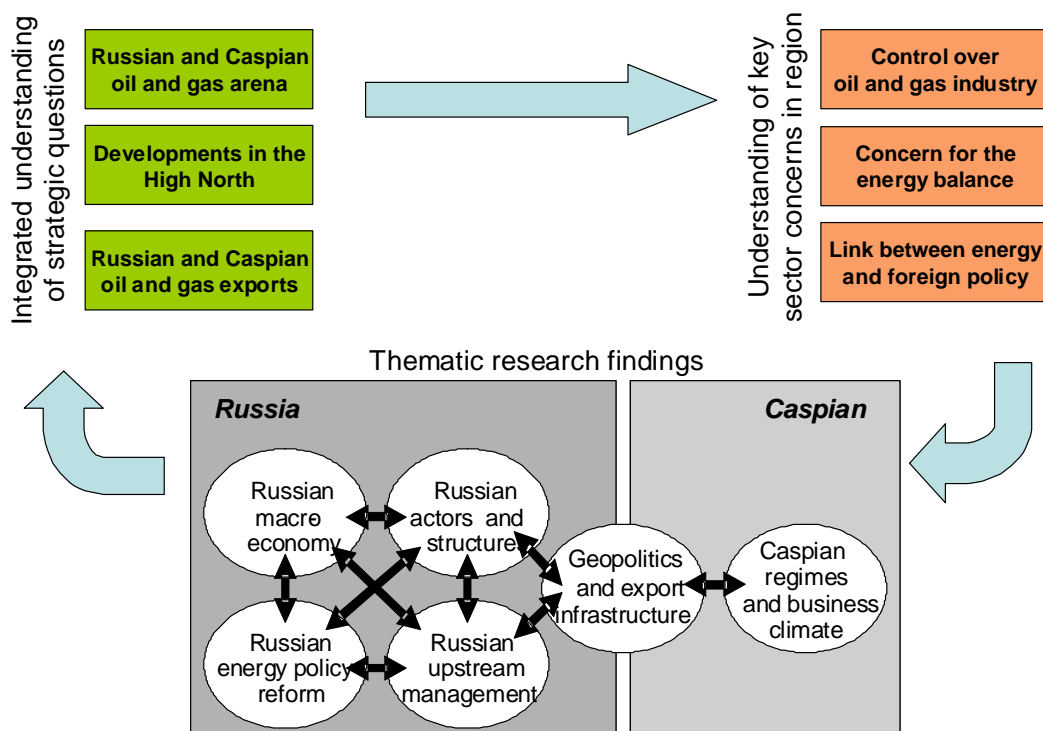 Integrated understanding
of strategic questions
Russian and Caspian
oil and gas arena
Developments in the
High North
Russian and Caspian
oil and gas exports
Understanding of key
sector concerns in region
Control over
oil and gas industry
Concern for the
energy balance
Link between energy
and foreign policy
Thematic research findings
Russia
Caspian
Russian
macro
economy
Russian
actors and
structures
Geopolitics
and export
infrastructure
Caspian
regimes
and business
climate
Russian
energy policy
reform
Russian
upstream
management